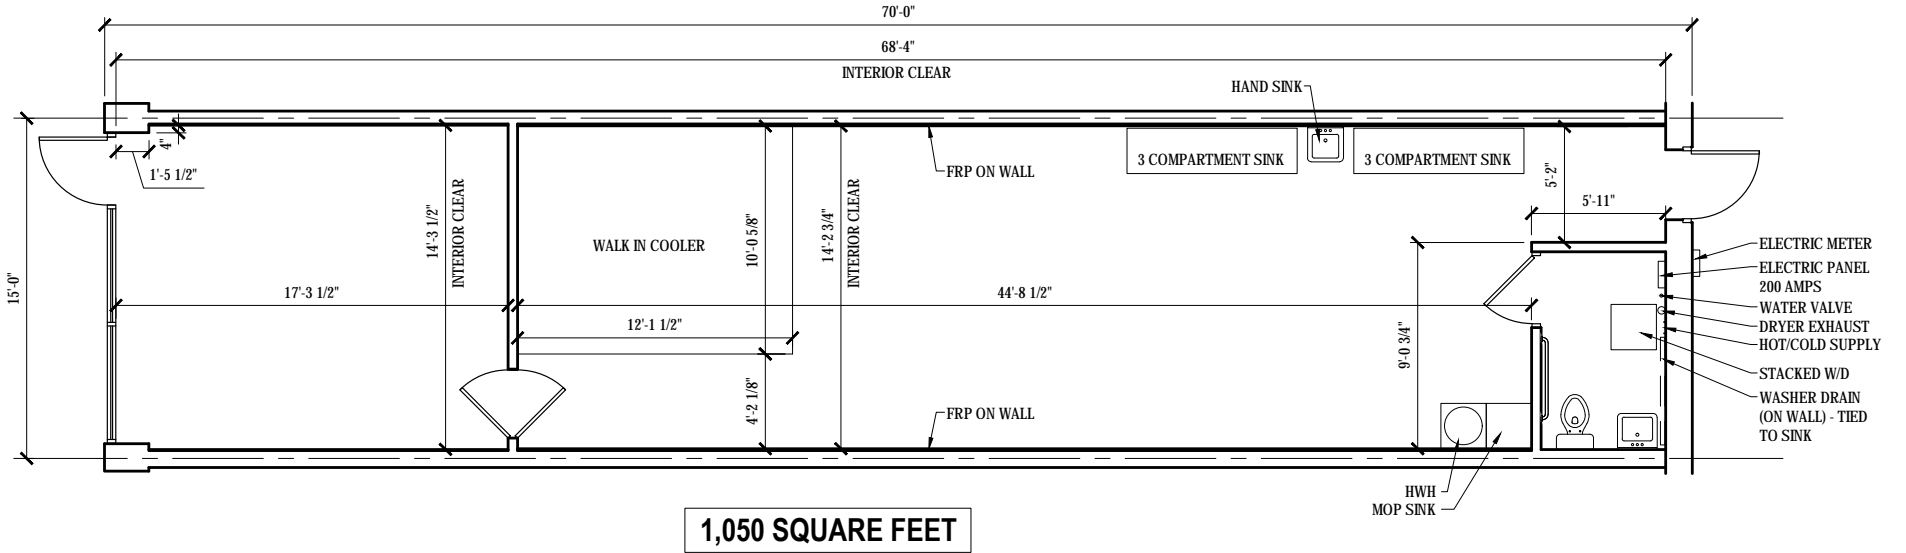 70'-0"
68'-4"
INTERIOR CLEAR
HAND SINK
4"
1'-5 1/2"
15'-0"
14'-3 1/2"
INTERIOR CLEAR
17'-3 1/2"
WALK IN COOLER
10'-0 5/8"
12'-1 1/2"
4'-2 1/8"
14'-2 3/4"
INTERIOR CLEAR
FRP ON WALL
FRP ON WALL
44'-8 1/2"
3 COMPARTMENT SINK
3 COMPARTMENT SINK
5'-2"
5'-11"
9'-0 3/4"
ELECTRIC METER
ELECTRIC PANEL
200 AMPS
WATER VALVE
DRYER EXHAUST
HOT/COLD SUPPLY
STACKED W/D
WASHER DRAIN
(ON WALL) - TIED
TO SINK
HWH
MOP SINK
1,050 SQUARE FEET